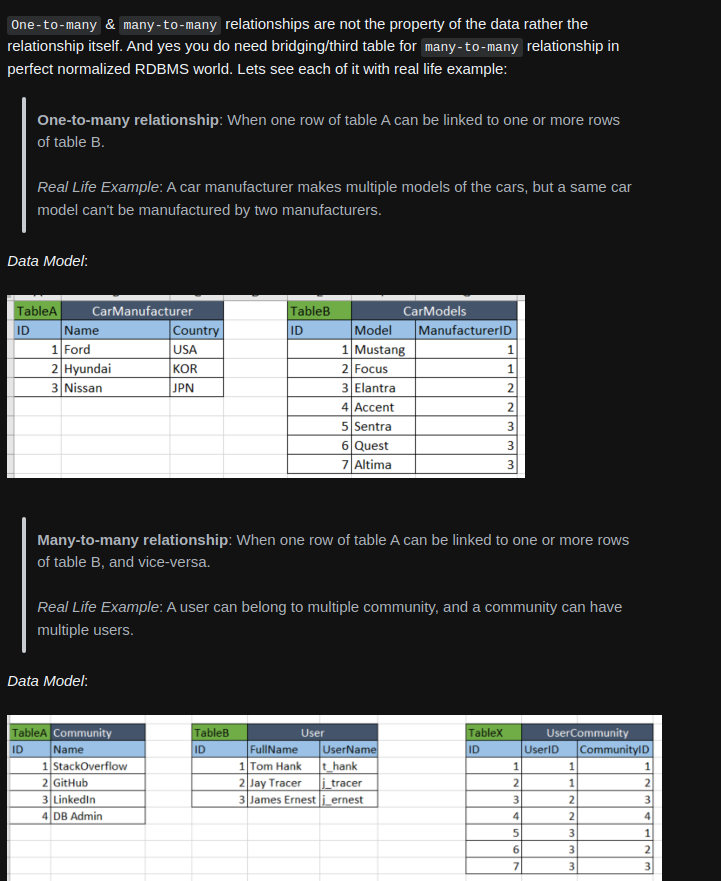 One-to-many & many-to-many relationships are not the property of the data rather the
relationship itself. And yes you do need bridging/third table for many-to-many relationship in
perfect normalized RDBMS world. Lets see each of it with real life example:
One-to-many relationship: When one row of table A can be linked to one or more rows
of table B.
Real Life Example: A car manufacturer makes multiple models of the cars, but a same car
model can't be manufactured by two manufacturers.
Data Model:
TableA CarManufacturer
ID Name Country
1 Ford USA
2 Hyundai KOR
3 Nissan JPN
TableB CarModels
ID Model ManufacturerID
1 Mustang 1
2 Focus 1
3 Elantra 2
4 Accent 2
5 Sentra 3
6 Quest 3
7 Altima 3
Many-to-many relationship: When one row of table A can be linked to one or more rows
of table B, and vice-versa.
Real Life Example: A user can belong to multiple community, and a community can have
multiple users.
Data Model:
TableA Community
ID Name
1 StackOverflow
2 GitHub
3 LinkedIn
4 DB Admin
TableB User
ID FullName UserName
1 Tom Hank t_hank
2 Jay Tracer j_tracer
3 James Ernest j_ernest
TableX UserCommunity
ID UserID CommunityID
1 1 1
2 1 2
3 2 3
4 2 4
5 3 1
6 3 2
7 3 3